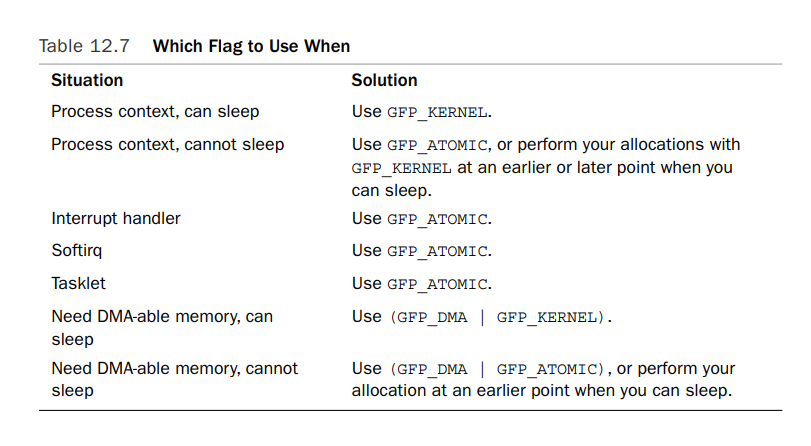 Table 12.7 Which Flag to Use When
Situation Solution
Process context, can sleep Use GFP_KERNEL.
Process context, cannot sleep Use GFP_ATOMIC, or perform your allocations with
GFP_KERNEL at an earlier or later point when you
can sleep.
Interrupt handler Use GFP_ATOMIC.
Softirq Use GFP_ATOMIC.
Tasklet Use GFP_ATOMIC.
Need DMA-able memory, can Use (GFP_DMA | GFP_KERNEL).
sleep
Need DMA-able memory, cannot Use (GFP_DMA | GFP_ATOMIC), or perform your
sleep allocation at an earlier point when you can sleep.